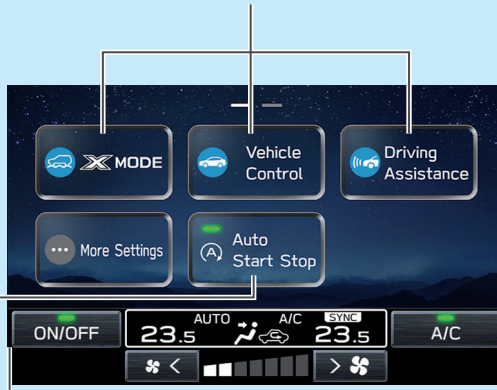 X MODE
Vehicle
Control
Driving
Assistance
More Settings
A
Auto
Start Stop
ON/OFF
AUTO
A/C
SYNC
23.5
23.5
A/C
<
>